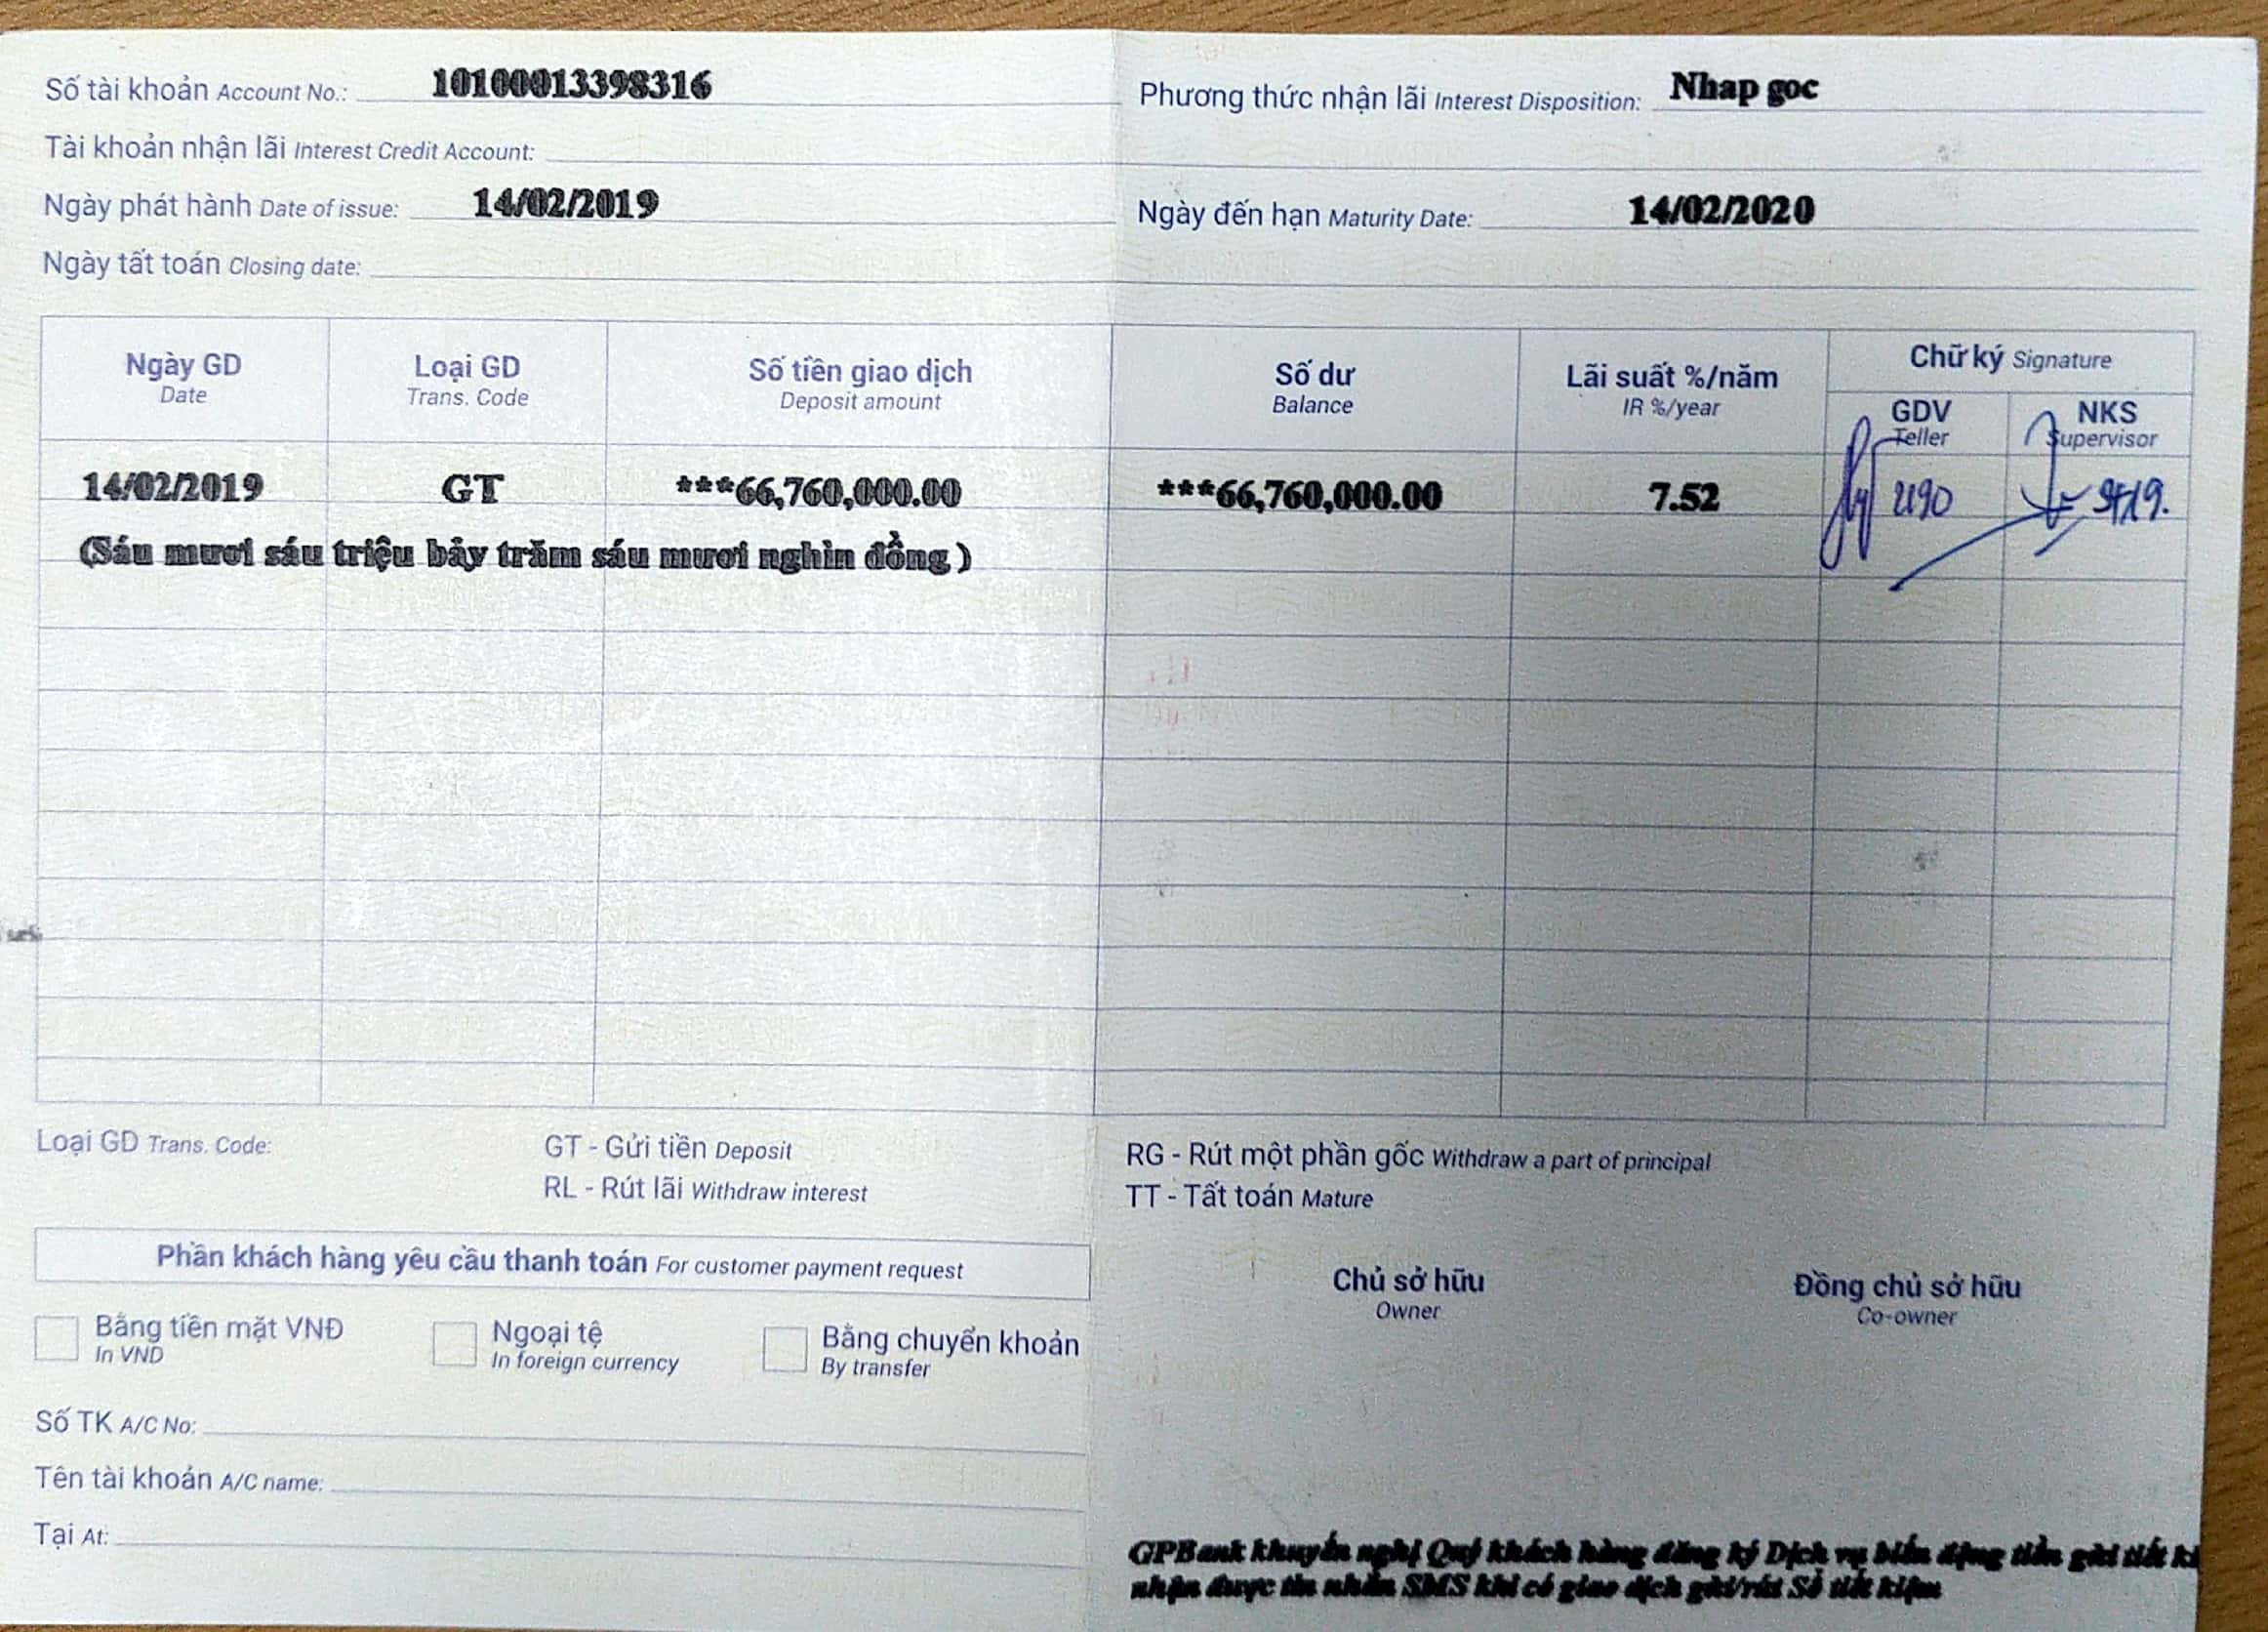 Số tài khoản Account No.: 10100013398316
Phương thức nhận lãi Interest Disposition: Nhap goc
Tài khoản nhận lãi Interest Credit Account:
Ngày phát hành Date of issue: 14/02/2019
Ngày đến hạn Maturity Date: 14/02/2020
Ngày tất toán Closing date:
Ngày GD Loại GD Số tiền giao dịch Số dư Lãi suất %/năm Chữ ký Signature
Date Trans. Code Deposit amount Balance IR %/year
GDV NKS
Teller Supervisor
14/02/2019 GT ***66,760,000.00 ***66,760,000.00 7.52 2190
(Sáu mươi sáu triệu bảy trăm sáu mươi nghìn đồng )
Loại GD Trans. Code: GT - Gửi tiền Deposit RG - Rút một phần gốc Withdraw a part of principal
RL - Rút lãi Withdraw interest TT - Tất toán Mature
Phần khách hàng yêu cầu thanh toán For customer payment request
Chủ sở hữu Đồng chủ sở hữu
Owner Co-owner
Bằng tiền mặt VNĐ Ngoại tệ Bằng chuyển khoản
In VND In foreign currency By transfer
Số TK A/C No:
Tên tài khoản A/C name:
Tại At:
GPBank khuyến nghị Quý khách hàng đăng ký Dịch vụ biến động tiền gửi tiết ki
nhận được tin nhắn SMS khi có giao dịch gửi/rút Sổ tiết kiệm